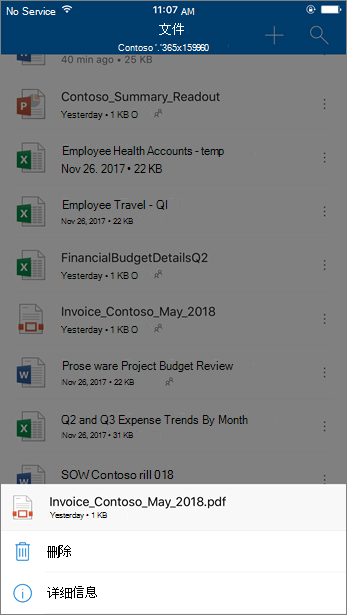 No Service 11:07 AM
文件
Contoso '.'365x159960
40 min ago • 25 KB
Contoso_Summary_Readout
Yesterday • 1 KB O
Employee Health Accounts - temp
Nov 26. 2017 • 22 KB
Employee Travel - QI
Nov 26, 2017 • 22 KB
FinancialBudgetDetailsQ2
Yesterday • 1 KB O
Invoice_Contoso_May_2018
Yesterday • 1 KB O
Prose ware Project Budget Review
Nov 26, 2017 • 22 KB
Q2 and Q3 Expense Trends By Month
Nov 26, 2017 • 31 KB
SOW Contoso rill 018
Invoice_Contoso_May_2018.pdf
Yesterday • 1 KB
删除
详细信息